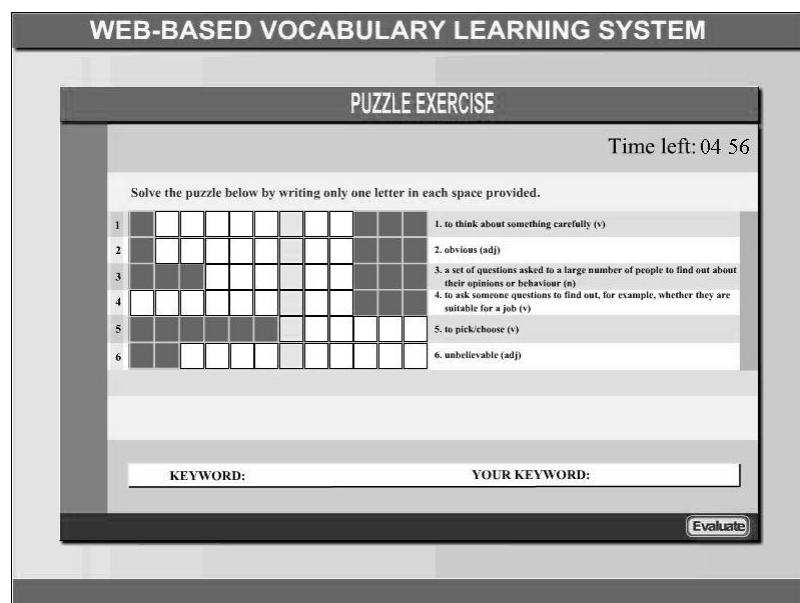 WEB-BASED VOCABULARY LEARNING SYSTEM
PUZZLE EXERCISE
Time left: 04 56
Solve the puzzle below by writing only one letter in each space provided.
1
1. to think about something carefully (v)
2
2. obvious (adj)
3
3. a set of questions asked to a large number of people to find out about
their opinions or behaviour (n)
4
4. to ask someone questions to find out, for example, whether they are
suitable for a job (v)
5
5. to pick/choose (v)
6
6. unbelievable (adj)
KEYWORD: YOUR KEYWORD:
Evaluate